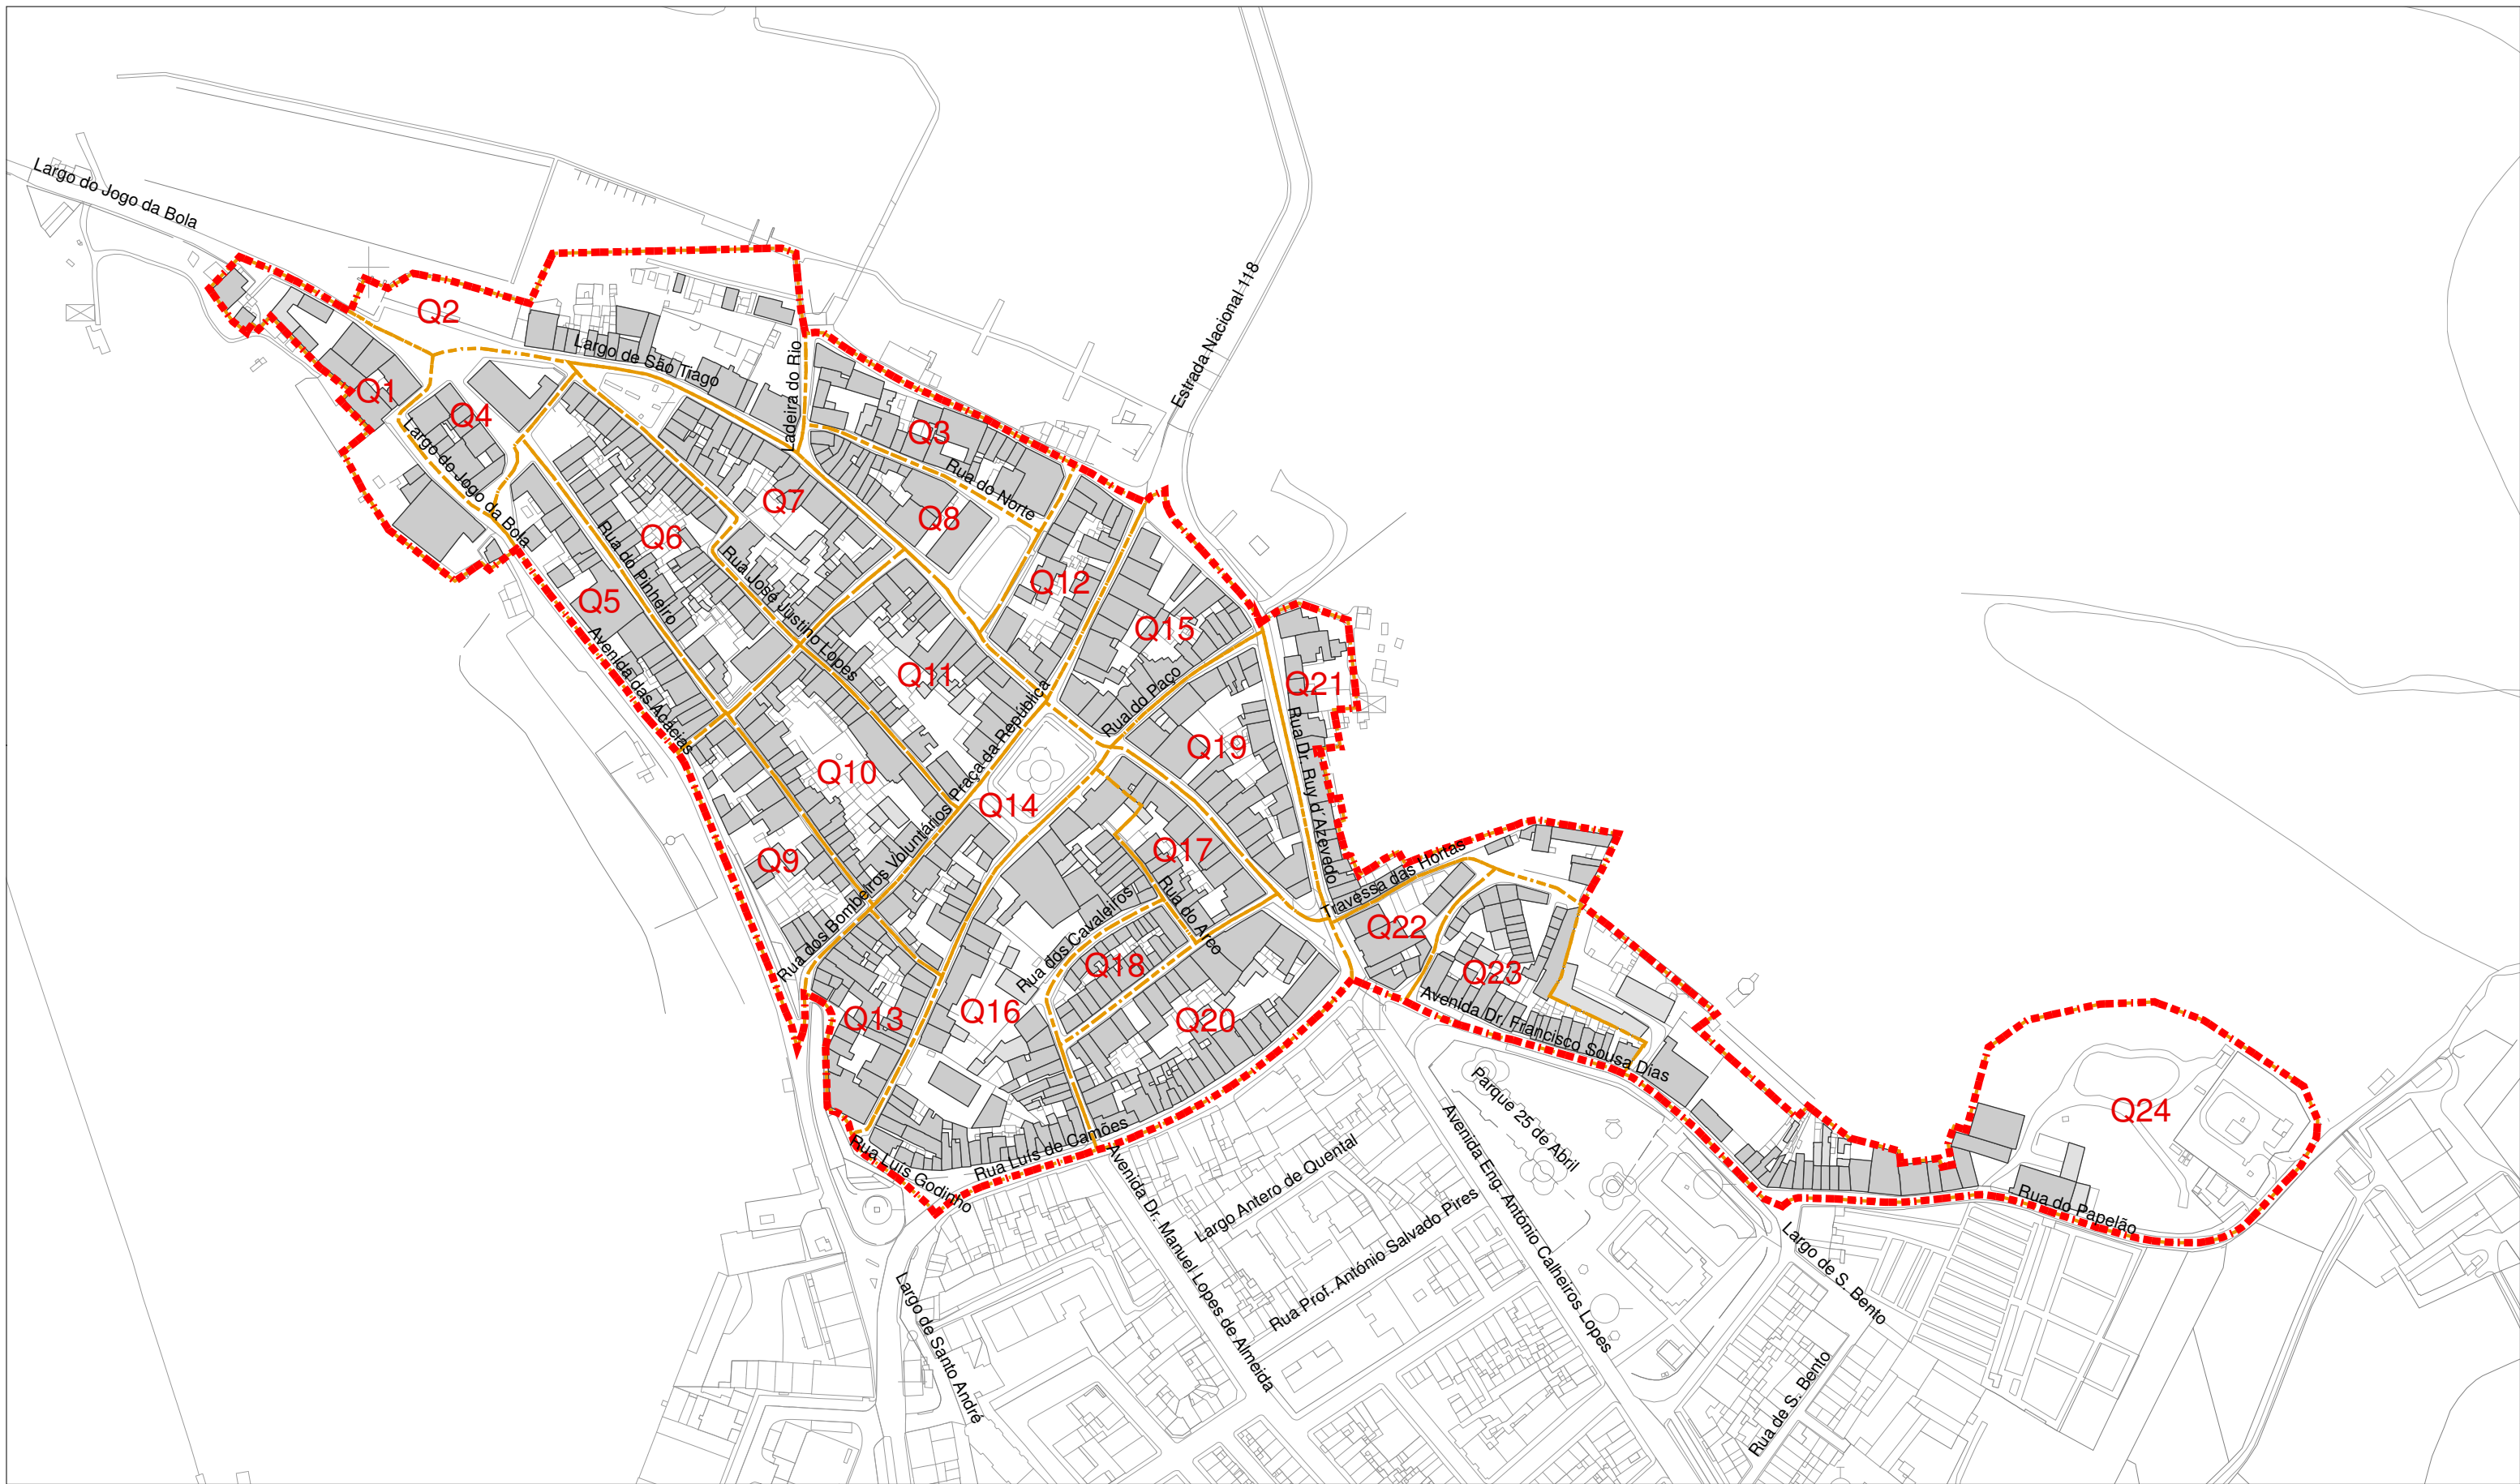 Largo do Jogo da Bola
Estrada Nacional 118
Q2
Largo de São Tiago
Ladeira do Rio
Q1
Q4
Largo do Jogo da Bola
Q3
Rua do Norte
Q7
Q8
Q6
Rua do Pinheiro
Rua José Justino Lopes
Q5
Avenida das Acácias
Q12
Q15
Q11
Rua do Paço
Q21
Rua Dr. Ruy d´Azevedo
Q19
Praça da República
Q10
Q14
Q9
Rua dos Bombeiros Voluntários
Q17
Rua do Arco
Travessa das Hortas
Q22
Rua dos Cavaleiros
Q18
Q23
Q13
Q16
Q20
Avenida Dr. Francisco Sousa Dias
Parque 25 de Abril
Q24
Rua Luís Godinho
Rua Luís de Camões
Avenida Dr. Manuel Lopes de Almeida
Largo Antero de Quental
Avenida Eng. António Calheiros Lopes
Rua Prof. António Salvado Pires
Rua do Papelão
Largo de S. Bento
Largo de Santo André
Rua de S. Bento